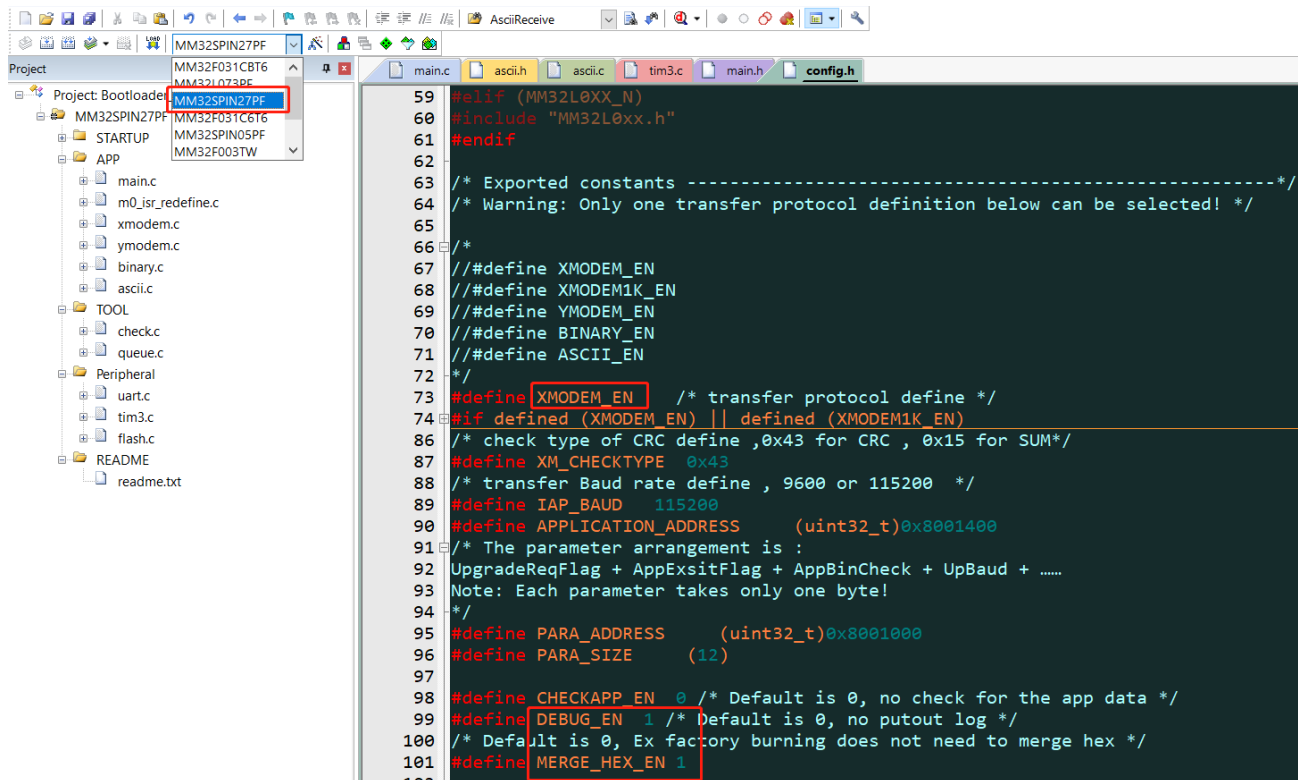 AsciiReceive
MM32SPIN27PF
Project
MM32F031CBT6
MM32L073PF
MM32SPIN27PF
MM32F031C6T6
MM32SPIN05PF
MM32F003TW
Project: Bootloader
MM32SPIN27PF
STARTUP
APP
main.c
m0_isr_redefine.c
xmodem.c
ymodem.c
binary.c
ascii.c
TOOL
check.c
queue.c
Peripheral
uart.c
tim3.c
flash.c
README
readme.txt
main.c ascii.h ascii.c tim3.c main.h config.h
59 #elif (MM32L0XX_N)
60 #include "MM32L0xx.h"
61 #endif
62
63 /* Exported constants -------------------------------------------------------*/
64 /* Warning: Only one transfer protocol definition below can be selected! */
65
66 /*
67 //#define XMODEM_EN
68 //#define XMODEM1K_EN
69 //#define YMODEM_EN
70 //#define BINARY_EN
71 //#define ASCII_EN
72 */
73 #define XMODEM_EN /* transfer protocol define */
74 #if defined (XMODEM_EN) || defined (XMODEM1K_EN)
86 /* check type of CRC define ,0x43 for CRC , 0x15 for SUM*/
87 #define XM_CHECKTYPE 0x43
88 /* transfer Baud rate define , 9600 or 115200 */
89 #define IAP_BAUD 115200
90 #define APPLICATION_ADDRESS (uint32_t)0x8001400
91 /* The parameter arrangement is :
92 UpgradeReqFlag + AppExsitFlag + AppBinCheck + UpBaud + ……
93 Note: Each parameter takes only one byte!
94 */
95 #define PARA_ADDRESS (uint32_t)0x8001000
96 #define PARA_SIZE (12)
97
98 #define CHECKAPP_EN 0 /* Default is 0, no check for the app data */
99 #define DEBUG_EN 1 /* Default is 0, no putout log */
100 /* Default is 0, Ex factory burning does not need to merge hex */
101 #define MERGE_HEX_EN 1